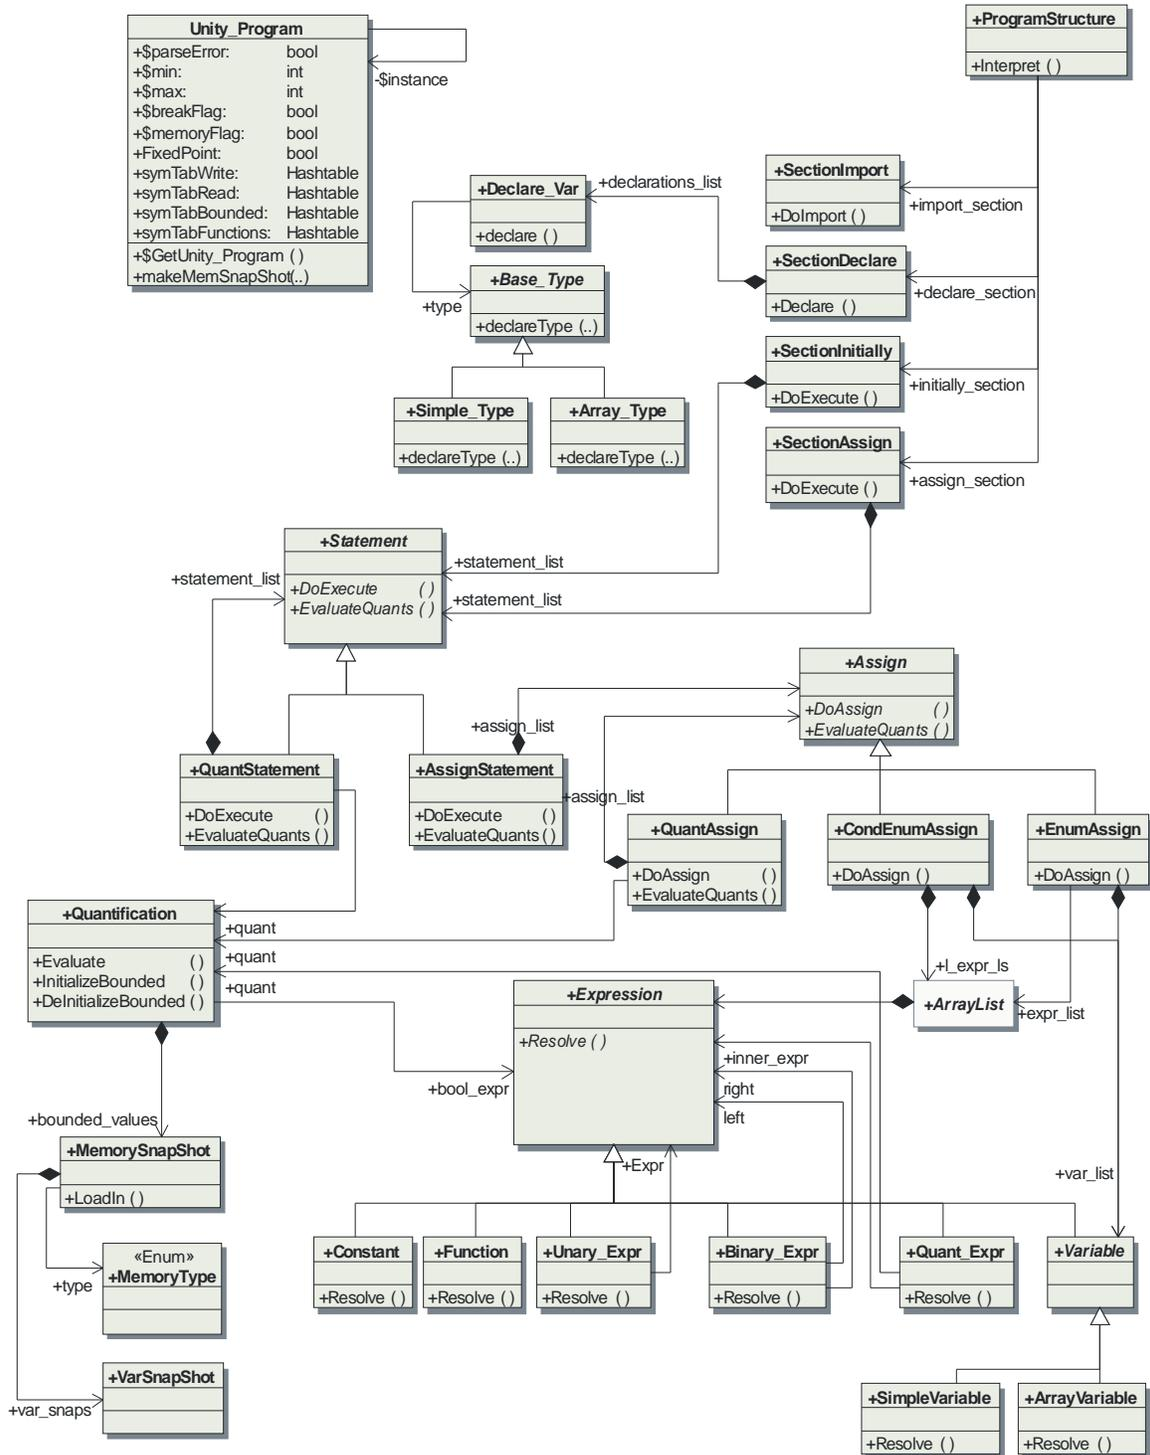 Unity_Program
+$parseError: bool
+$min: int
+$max: int
+$breakFlag: bool
+$memoryFlag: bool
+FixedPoint: bool
+symTabWrite: Hashtable
+symTabRead: Hashtable
+symTabBounded: Hashtable
+symTabFunctions: Hashtable
+$GetUnity_Program ( )
+makeMemSnapShot(..)
-$instance
+ProgramStructure
+Interpret ( )
+SectionImport
+DoImport ( )
+import_section
+Declare_Var
+declare ( )
+declarations_list
+SectionDeclare
+Declare ( )
+declare_section
+Base_Type
+declareType (..)
+type
+SectionInitially
+DoExecute ( )
+initially_section
+Simple_Type
+declareType (..)
+Array_Type
+declareType (..)
+SectionAssign
+DoExecute ( )
+assign_section
+Statement
+DoExecute ( )
+EvaluateQuants ( )
+statement_list
+statement_list
+statement_list
+Assign
+DoAssign ( )
+EvaluateQuants ( )
+assign_list
+QuantStatement
+DoExecute ( )
+EvaluateQuants ( )
+AssignStatement
+DoExecute ( )
+EvaluateQuants ( )
+assign_list
+QuantAssign
+DoAssign ( )
+EvaluateQuants ( )
+CondEnumAssign
+DoAssign ( )
+EnumAssign
+DoAssign ( )
+Quantification
+Evaluate ( )
+InitializeBounded ( )
+DeInitializeBounded ( )
+quant
+quant
+quant
+l_expr_ls
+ArrayList
+expr_list
+Expression
+Resolve ( )
+bool_expr
+inner_expr
right
left
+Expr
+bounded_values
+MemorySnapShot
+LoadIn ( )
+var_list
«Enum»
+MemoryType
+type
+Constant
+Resolve ( )
+Function
+Resolve ( )
+Unary_Expr
+Resolve ( )
+Binary_Expr
+Resolve ( )
+Quant_Expr
+Resolve ( )
+Variable
+VarSnapShot
+var_snaps
+SimpleVariable
+Resolve ( )
+ArrayVariable
+Resolve ( )